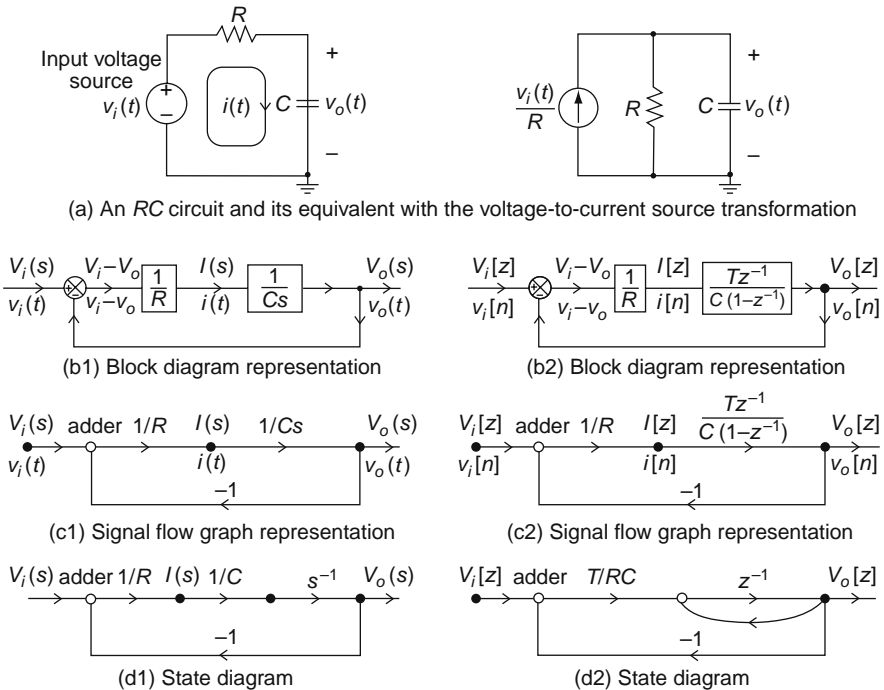 R
Input voltage
source
v_i(t)
+
−
i(t)
C
+
v_o(t)
−
v_i(t)/R
R
C
+
v_o(t)
−
(a) An RC circuit and its equivalent with the voltage-to-current source transformation
V_i(s) V_i–V_o 1/R I(s) 1/Cs V_o(s)
v_i(t) v_i–v_o i(t) v_o(t)
(b1) Block diagram representation
V_i[z] V_i–V_o 1/R I[z] Tz^{−1}/C(1–z^{−1}) V_o[z]
v_i[n] v_i–v_o i[n] v_o[n]
(b2) Block diagram representation
V_i(s) adder 1/R I(s) 1/Cs V_o(s)
v_i(t) i(t) v_o(t)
−1
(c1) Signal flow graph representation
V_i[z] adder 1/R I[z] Tz^{−1}/C(1–z^{−1}) V_o[z]
v_i[n] i[n] v_o[n]
−1
(c2) Signal flow graph representation
V_i(s) adder 1/R I(s) 1/C s^{−1} V_o(s)
−1
(d1) State diagram
V_i[z] adder T/RC z^{−1} V_o[z]
−1
(d2) State diagram